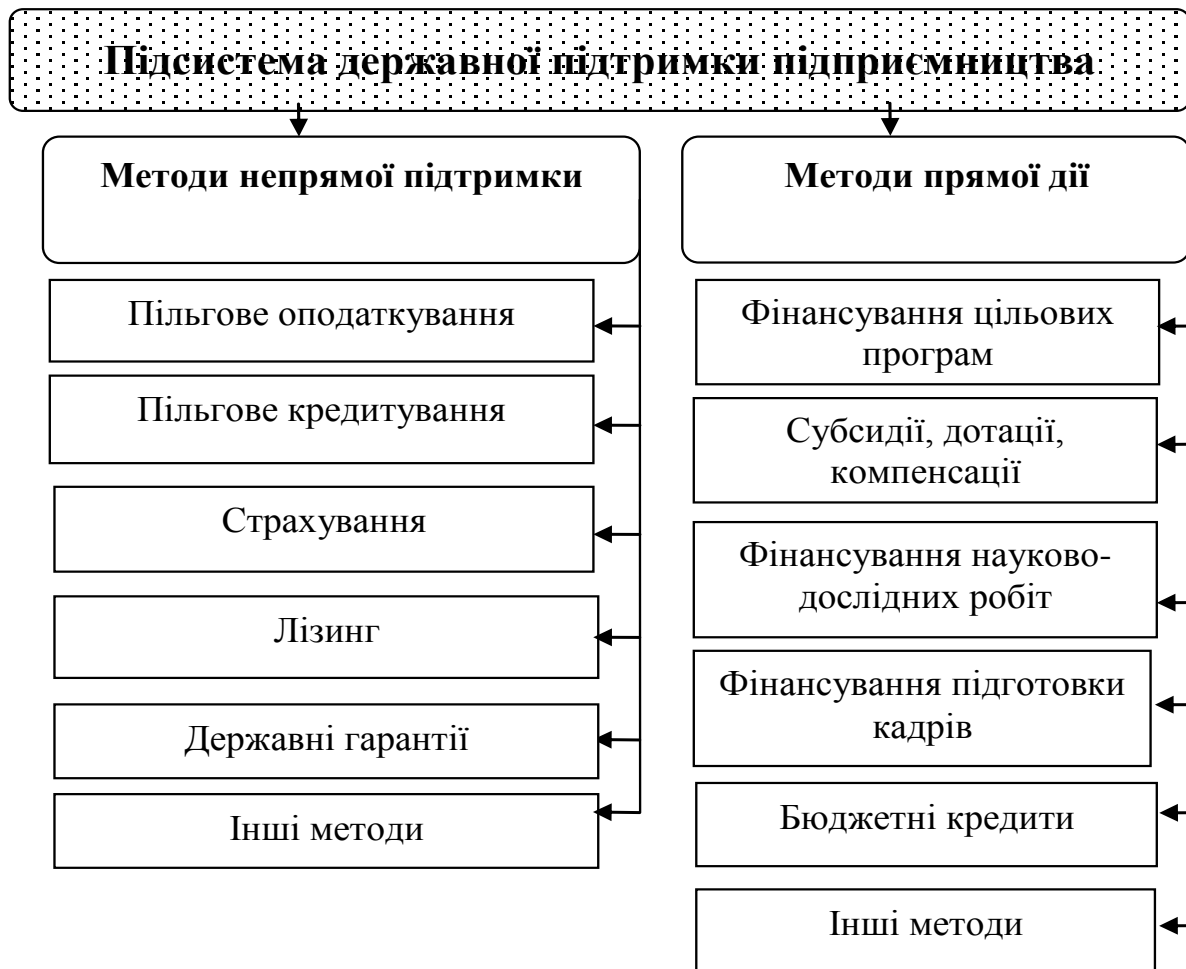 Підсистема державної підтримки підприємництва
Методи непрямої підтримки
Пільгове оподаткування
Пільгове кредитування
Страхування
Лізинг
Державні гарантії
Інші методи
Методи прямої дії
Фінансування цільових
програм
Субсидії, дотації,
компенсації
Фінансування науково-
дослідних робіт
Фінансування підготовки
кадрів
Бюджетні кредити
Інші методи